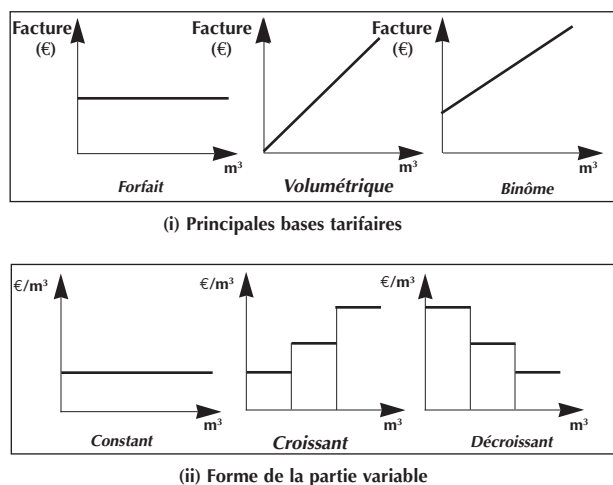 Facture
(€)
m³
Forfait
Facture
(€)
m³
Volumétrique
Facture
(€)
m³
Binôme
(i) Principales bases tarifaires
€/m³
m³
Constant
€/m³
m³
Croissant
€/m³
m³
Décroissant
(ii) Forme de la partie variable